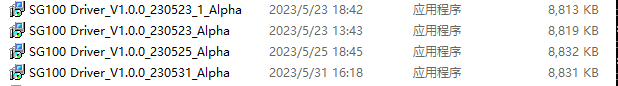 SG100 Driver_V1.0.0_230523_1_Alpha 2023/5/23 18:42 应用程序 8,813 KB
SG100 Driver_V1.0.0_230523_Alpha 2023/5/23 13:43 应用程序 8,819 KB
SG100 Driver_V1.0.0_230525_Alpha 2023/5/25 18:45 应用程序 8,832 KB
SG100 Driver_V1.0.0_230531_Alpha 2023/5/31 16:18 应用程序 8,831 KB